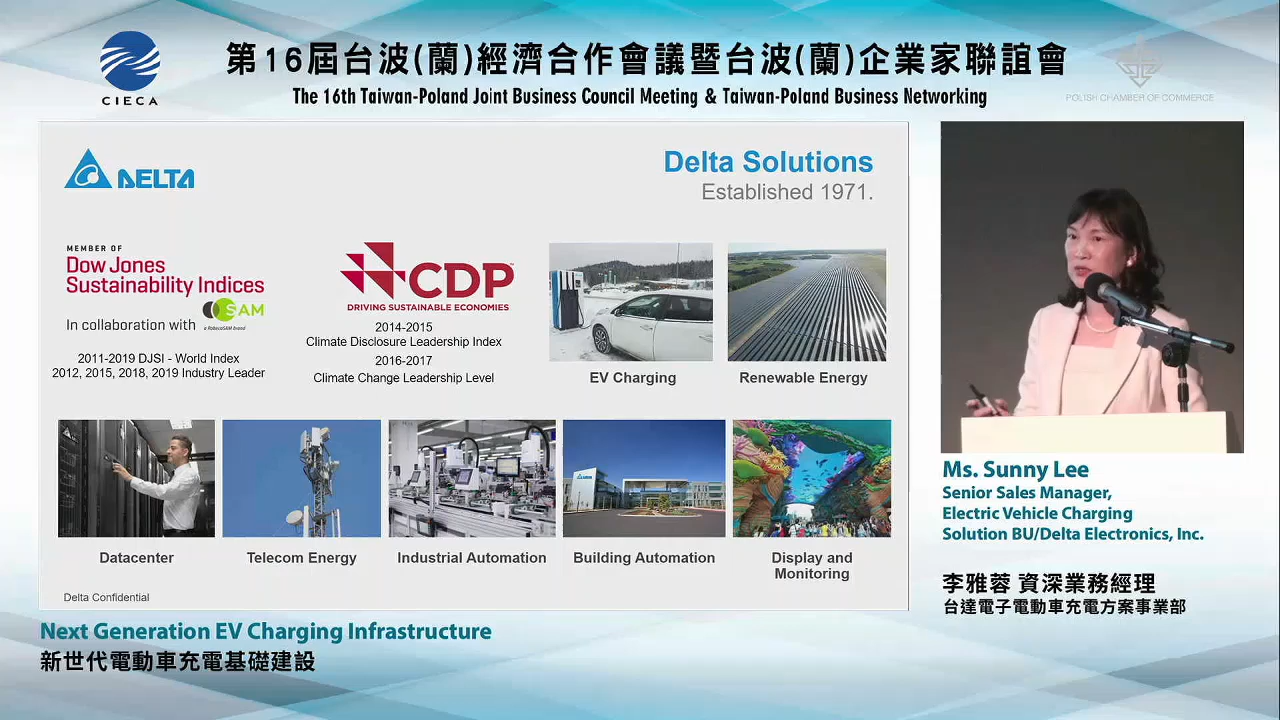 第16屆台波(蘭)經濟合作會議暨台波(蘭)企業家聯誼會
The 16th Taiwan-Poland Joint Business Council Meeting & Taiwan-Poland Business Networking
CIECA
POLISH CHAMBER OF COMMERCE
DELTA
Delta Solutions
Established 1971.
MEMBER OF
Dow Jones
Sustainability Indices
In collaboration with
SAM
a RobecoSAM brand
2011-2019 DJSI - World Index
2012, 2015, 2018, 2019 Industry Leader
CDP
DRIVING SUSTAINABLE ECONOMIES
2014-2015
Climate Disclosure Leadership Index
2016-2017
Climate Change Leadership Level
EV Charging
Renewable Energy
Datacenter
Telecom Energy
Industrial Automation
Building Automation
Display and
Monitoring
Delta Confidential
Ms. Sunny Lee
Senior Sales Manager,
Electric Vehicle Charging
Solution BU/Delta Electronics, Inc.
李雅蓉 資深業務經理
台達電子電動車充電方案事業部
Next Generation EV Charging Infrastructure
新世代電動車充電基礎建設